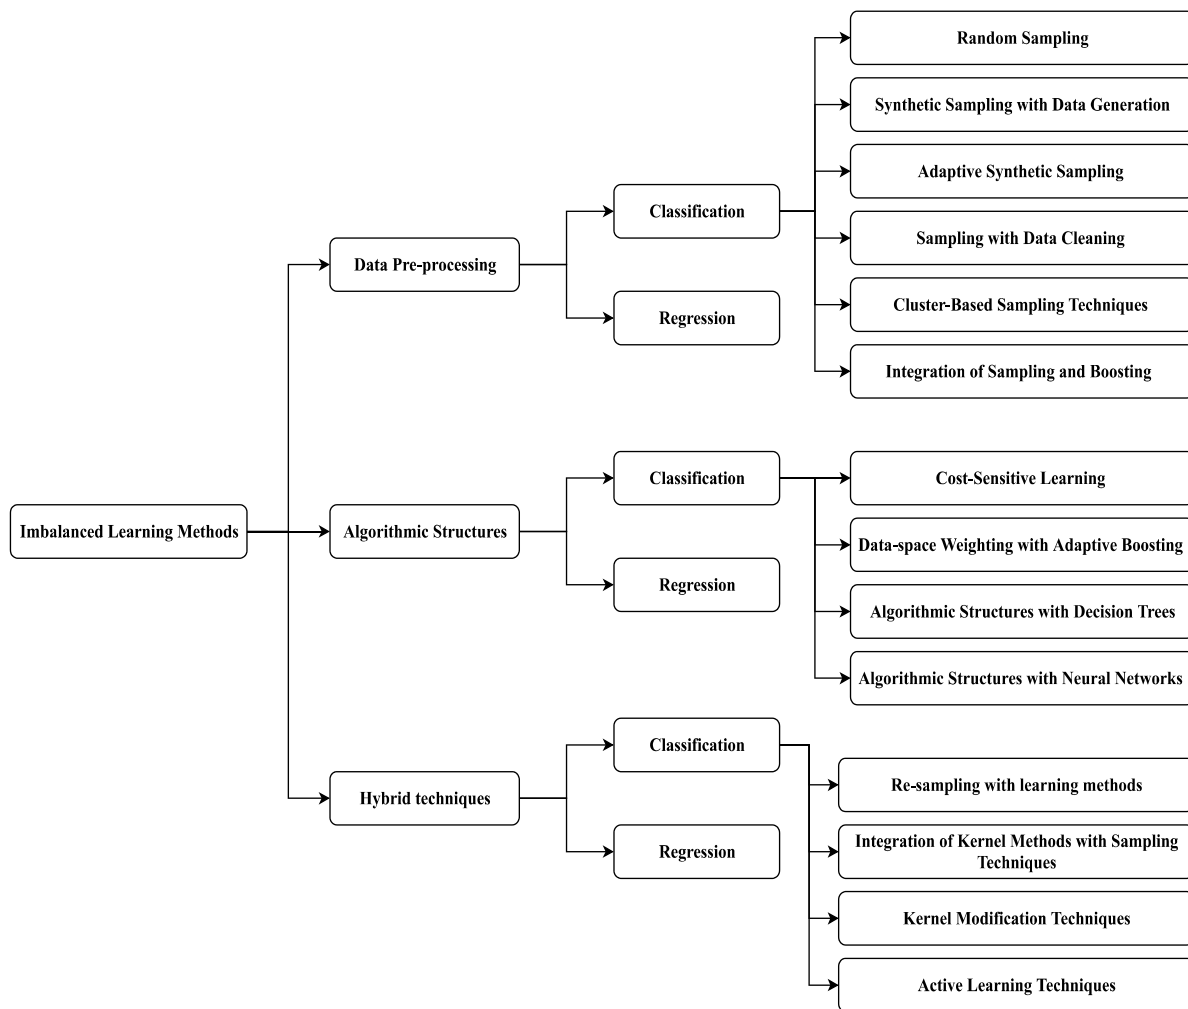 Imbalanced Learning Methods
Data Pre-processing
Classification
Random Sampling
Synthetic Sampling with Data Generation
Adaptive Synthetic Sampling
Sampling with Data Cleaning
Cluster-Based Sampling Techniques
Integration of Sampling and Boosting
Regression
Algorithmic Structures
Classification
Cost-Sensitive Learning
Data-space Weighting with Adaptive Boosting
Algorithmic Structures with Decision Trees
Algorithmic Structures with Neural Networks
Regression
Hybrid techniques
Classification
Re-sampling with learning methods
Integration of Kernel Methods with Sampling
Techniques
Kernel Modification Techniques
Active Learning Techniques
Regression